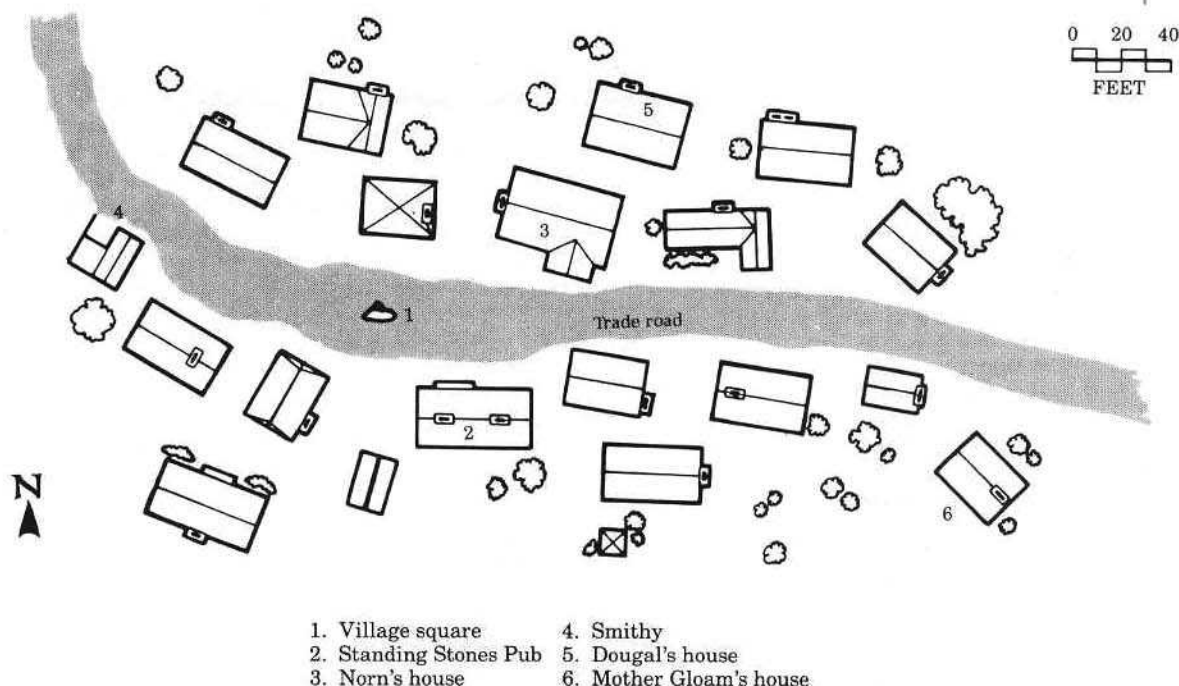 0 20 40
FEET
5
4
3
1
Trade road
2
N
6
1. Village square
2. Standing Stones Pub
3. Norn's house
4. Smithy
5. Dougal's house
6. Mother Gloam's house